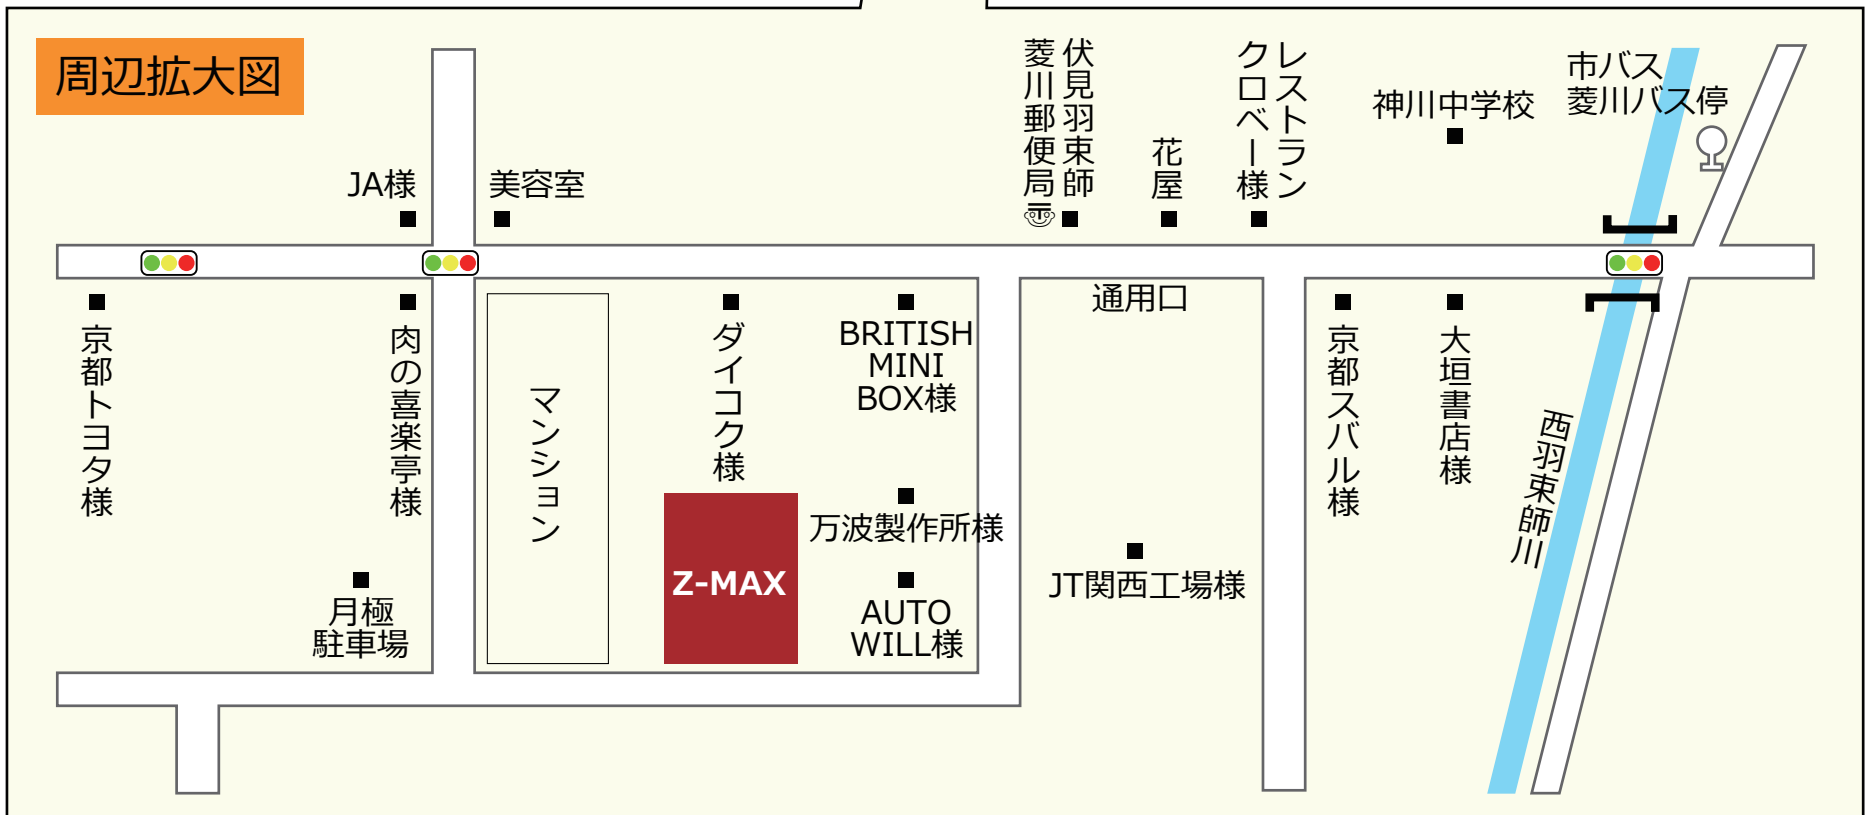 周辺拡大図
伏見羽束師
菱川郵便局
花屋
レストラン
クロベー様
神川中学校
市バス
菱川バス停
JA様
美容室
通用口
京都トヨタ様
肉の喜楽亭様
マンション
ダイコク様
BRITISH
MINI
BOX様
京都スバル様
大垣書店様
西羽束師川
万波製作所様
Z-MAX
JT関西工場様
月極
駐車場
AUTO
WILL様